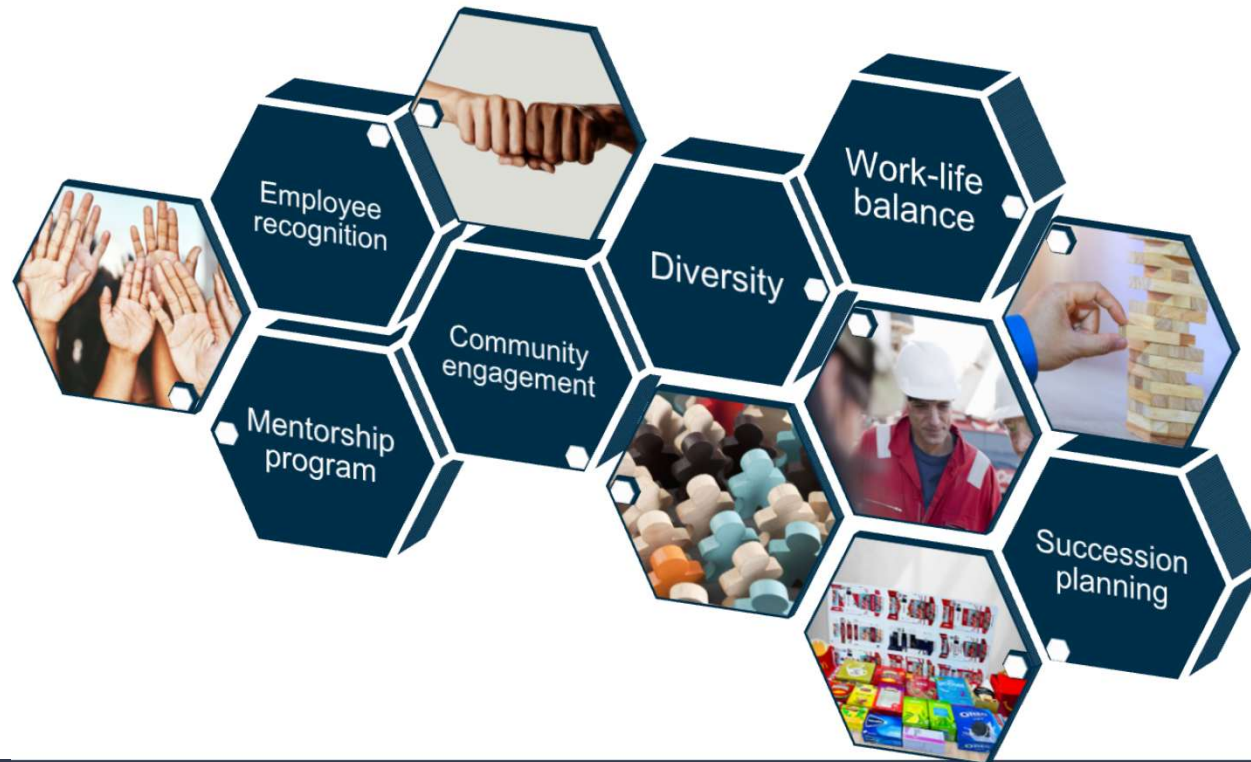 Employee
recognition
Mentorship
program
Community
engagement
Diversity
Work-life
balance
Succession
planning